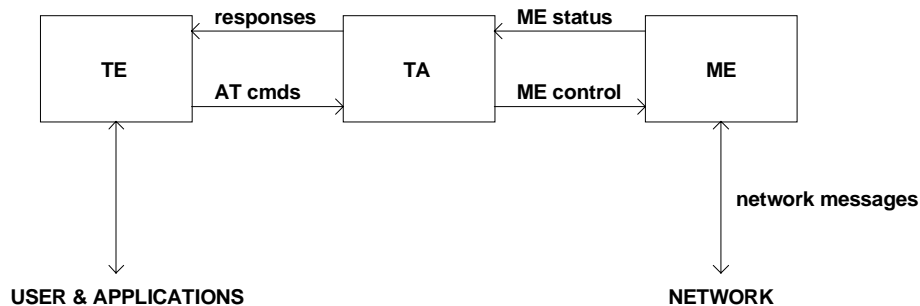 responses
ME status
TE
TA
ME
AT cmds
ME control
network messages
USER & APPLICATIONS
NETWORK